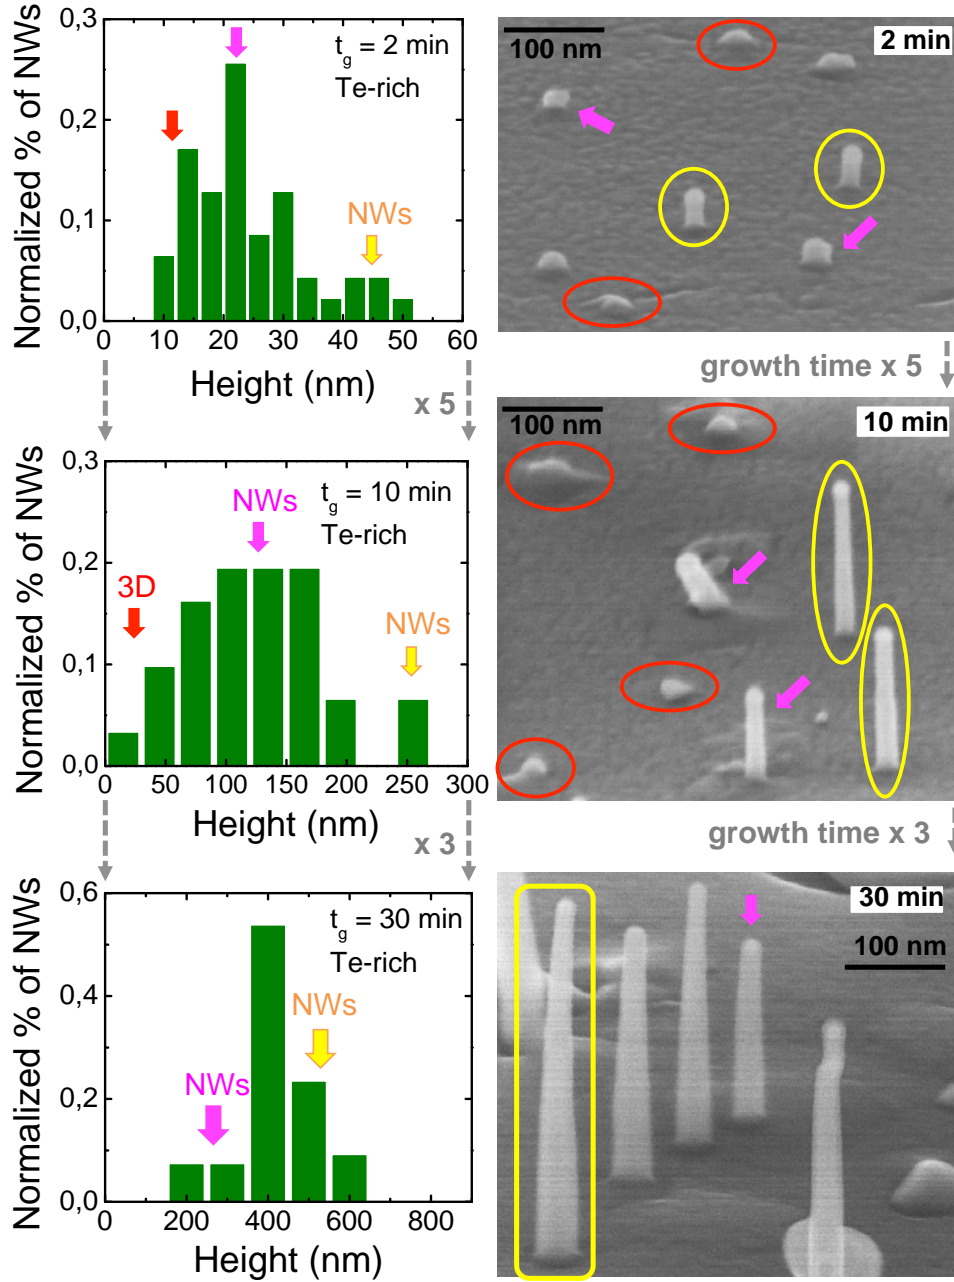 Normalized % of NWs
0,3
0,2
0,1
0,0
t_g = 2 min
Te-rich
NWs
0 10 20 30 40 50 60
Height (nm)
100 nm
2 min
x 5
growth time x 5
Normalized % of NWs
0,3
0,2
0,1
0,0
t_g = 10 min
Te-rich
NWs
3D
NWs
0 50 100 150 200 250 300
Height (nm)
100 nm
10 min
x 3
growth time x 3
Normalized % of NWs
0,6
0,4
0,2
0,0
t_g = 30 min
Te-rich
NWs
NWs
200 400 600 800
Height (nm)
30 min
100 nm